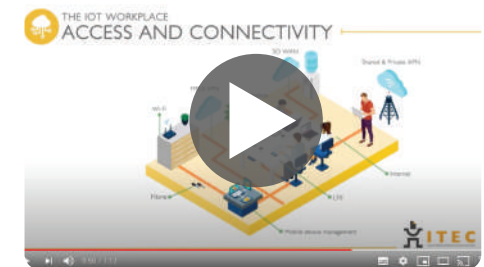 THE IOT WORKPLACE
ACCESS AND CONNECTIVITY
SD WAN
Shared & Private APN
Wi-Fi
Internet
LTE
Mobile device management
ITEC